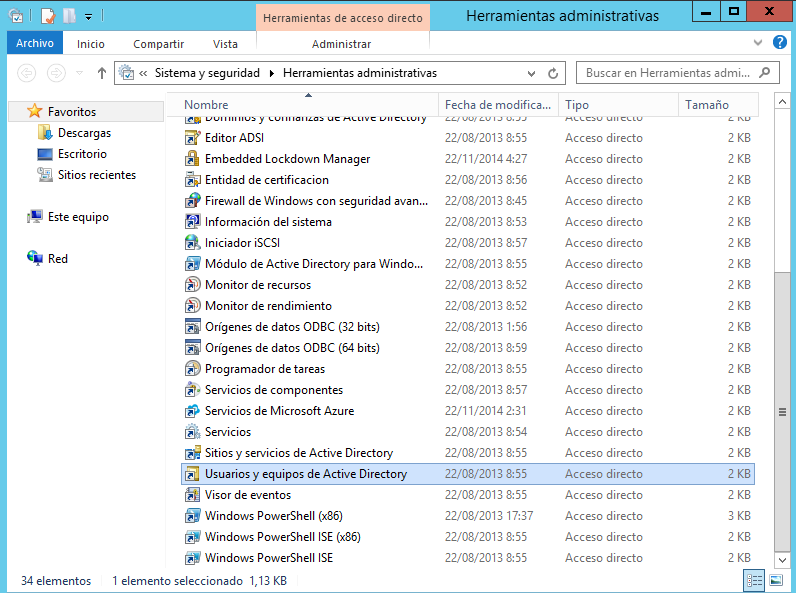 Herramientas de acceso directo
Herramientas administrativas
Archivo Inicio Compartir Vista Administrar
« Sistema y seguridad Herramientas administrativas
Buscar en Herramientas admi...
Favoritos
Descargas
Escritorio
Sitios recientes
Este equipo
Red
Nombre Fecha de modifica... Tipo Tamaño
Dominios y confianzas de Active Directory 22/08/2013 8:55 Acceso directo 2 KB
Editor ADSI 22/08/2013 8:55 Acceso directo 2 KB
Embedded Lockdown Manager 22/11/2014 4:27 Acceso directo 2 KB
Entidad de certificacion 22/08/2013 8:56 Acceso directo 2 KB
Firewall de Windows con seguridad avan... 22/08/2013 8:45 Acceso directo 2 KB
Información del sistema 22/08/2013 8:53 Acceso directo 2 KB
Iniciador iSCSI 22/08/2013 8:57 Acceso directo 2 KB
Módulo de Active Directory para Windo... 22/08/2013 8:55 Acceso directo 2 KB
Monitor de recursos 22/08/2013 8:52 Acceso directo 2 KB
Monitor de rendimiento 22/08/2013 8:52 Acceso directo 2 KB
Orígenes de datos ODBC (32 bits) 22/08/2013 1:56 Acceso directo 2 KB
Orígenes de datos ODBC (64 bits) 22/08/2013 8:59 Acceso directo 2 KB
Programador de tareas 22/08/2013 8:55 Acceso directo 2 KB
Servicios de componentes 22/08/2013 8:57 Acceso directo 2 KB
Servicios de Microsoft Azure 22/11/2014 2:31 Acceso directo 2 KB
Servicios 22/08/2013 8:54 Acceso directo 2 KB
Sitios y servicios de Active Directory 22/08/2013 8:55 Acceso directo 2 KB
Usuarios y equipos de Active Directory 22/08/2013 8:55 Acceso directo 2 KB
Visor de eventos 22/08/2013 8:55 Acceso directo 2 KB
Windows PowerShell (x86) 22/08/2013 17:37 Acceso directo 3 KB
Windows PowerShell ISE (x86) 22/08/2013 8:55 Acceso directo 2 KB
Windows PowerShell ISE 22/08/2013 8:55 Acceso directo 2 KB
34 elementos 1 elemento seleccionado 1,13 KB